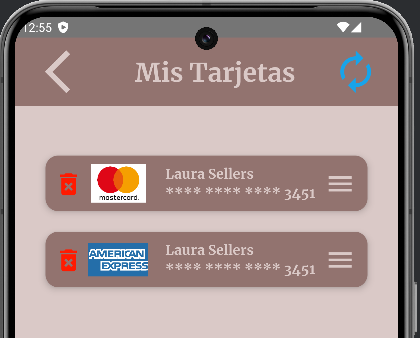 12:55
Mis Tarjetas
mastercard.
Laura Sellers
**** **** **** 3451
AMERICAN
EXPRESS
Laura Sellers
**** **** **** 3451